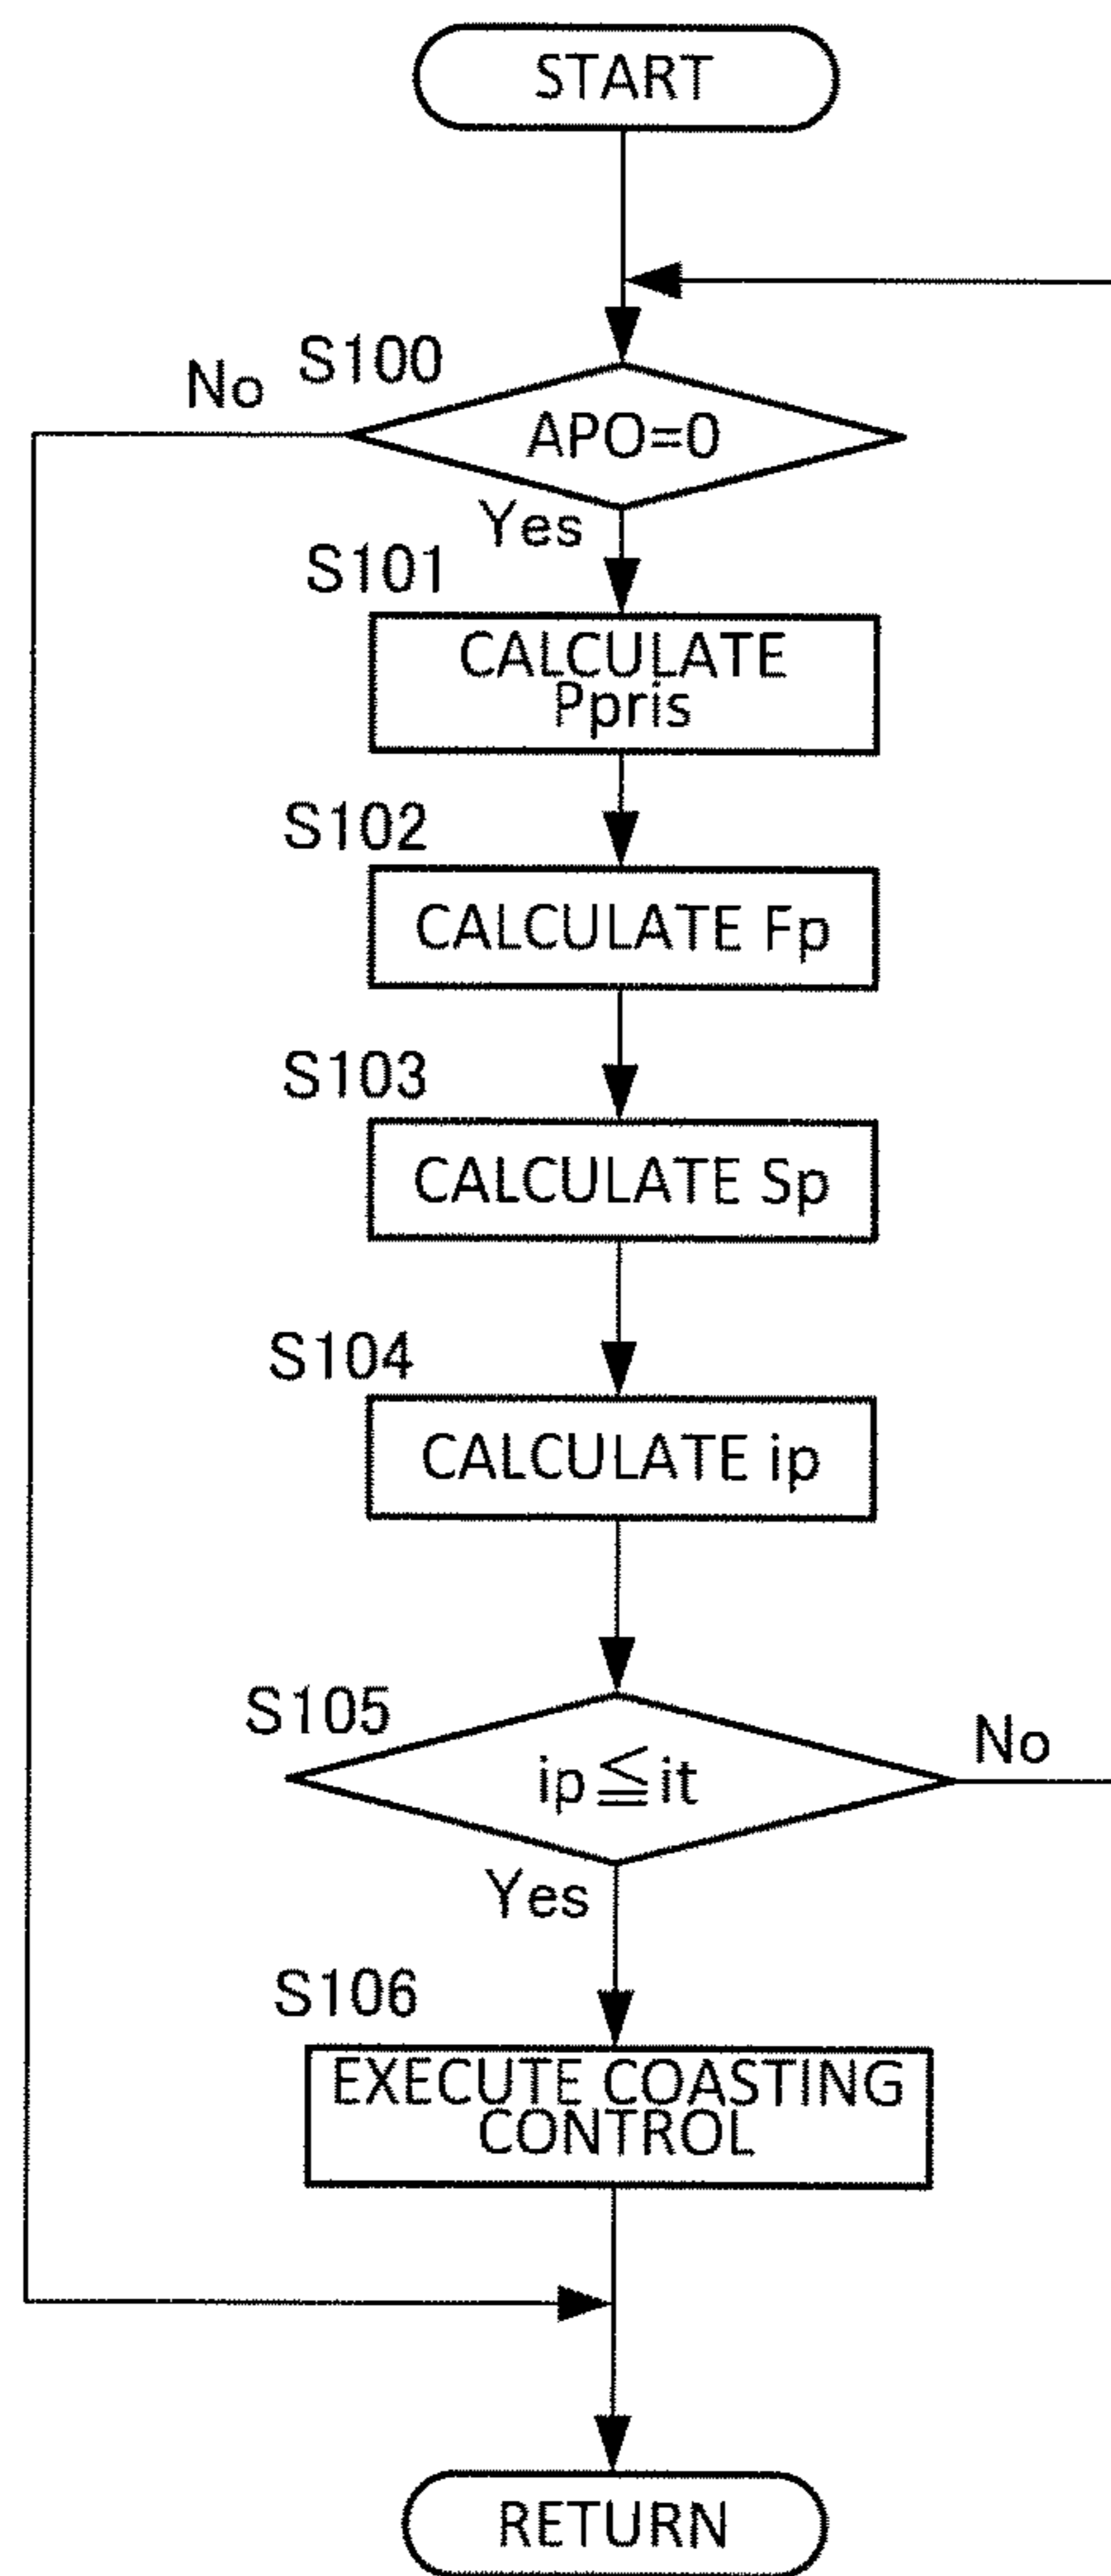 START
S100
No
APO=0
Yes
S101
CALCULATE
Ppris
S102
CALCULATE Fp
S103
CALCULATE Sp
S104
CALCULATE ip
S105
ip≦it
No
Yes
S106
EXECUTE COASTING
CONTROL
RETURN